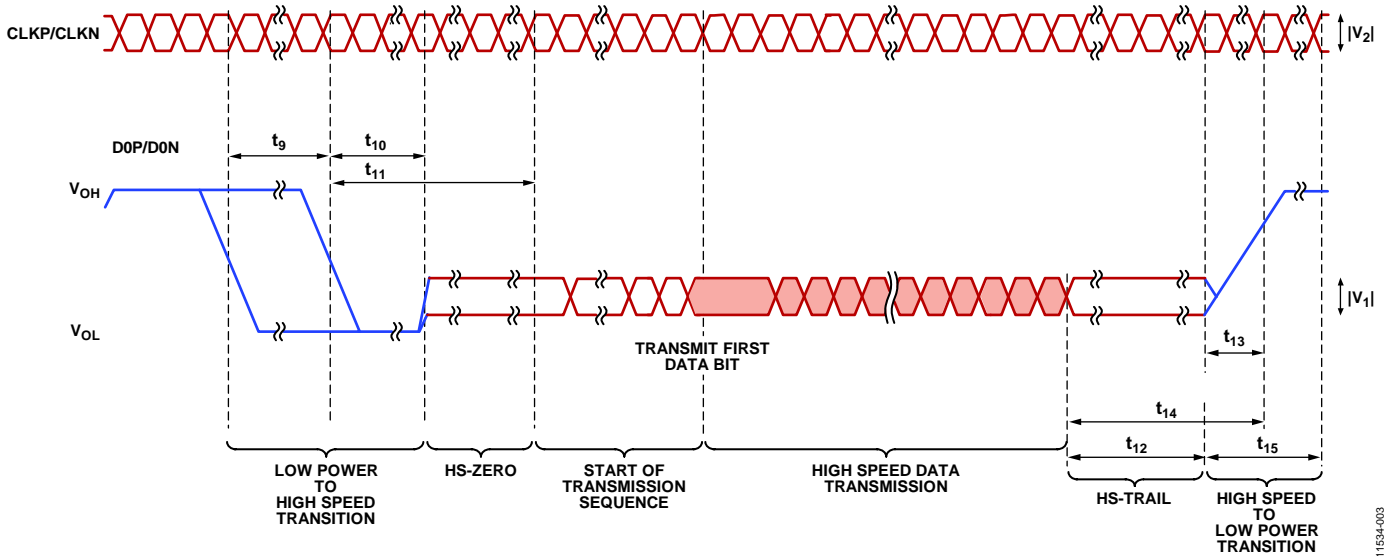 CLKP/CLKN
|V2|
D0P/D0N
t9
t10
t11
VOH
VOL
|V1|
TRANSMIT FIRST
DATA BIT
t13
t14
t12
t15
LOW POWER
TO
HIGH SPEED
TRANSITION
HS-ZERO
START OF
TRANSMISSION
SEQUENCE
HIGH SPEED DATA
TRANSMISSION
HS-TRAIL
HIGH SPEED
TO
LOW POWER
TRANSITION
11534-003